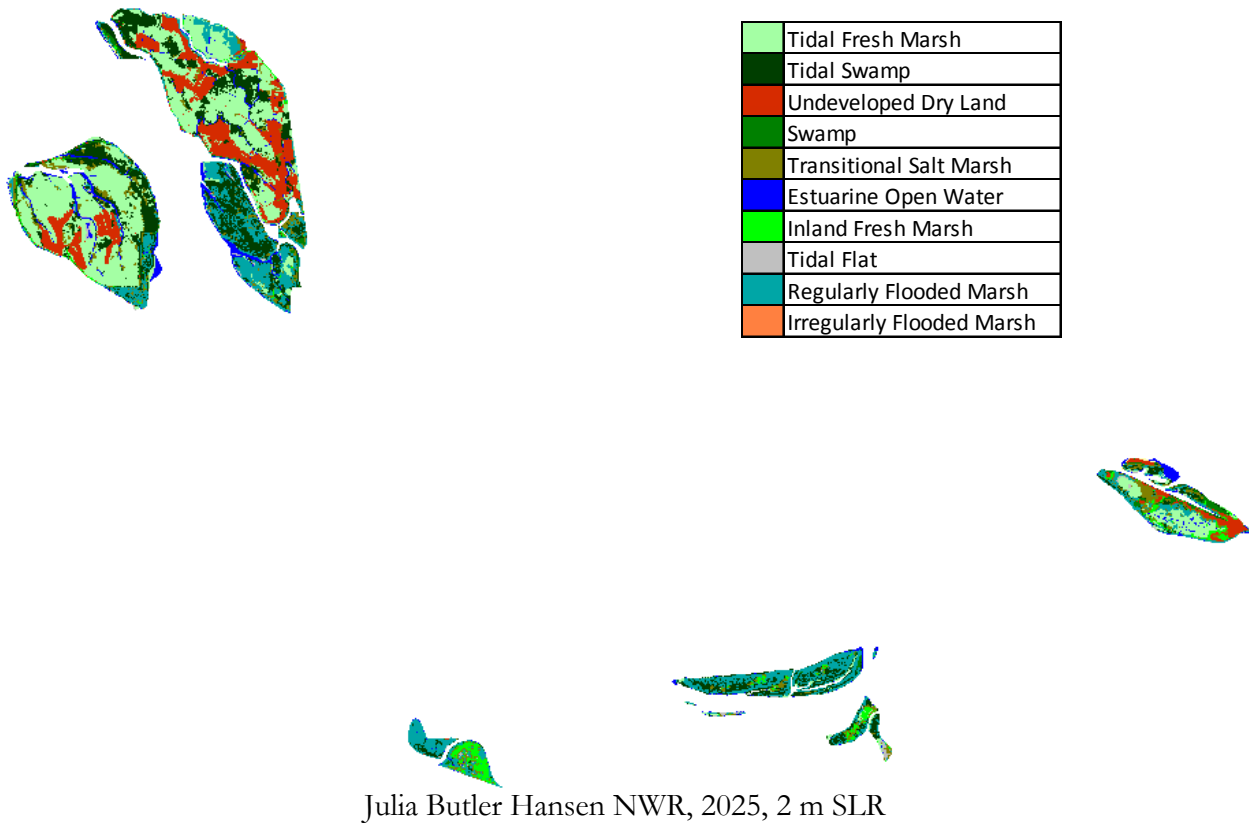 Tidal Fresh Marsh
Tidal Swamp
Undeveloped Dry Land
Swamp
Transitional Salt Marsh
Estuarine Open Water
Inland Fresh Marsh
Tidal Flat
Regularly Flooded Marsh
Irregularly Flooded Marsh
Julia Butler Hansen NWR, 2025, 2 m SLR